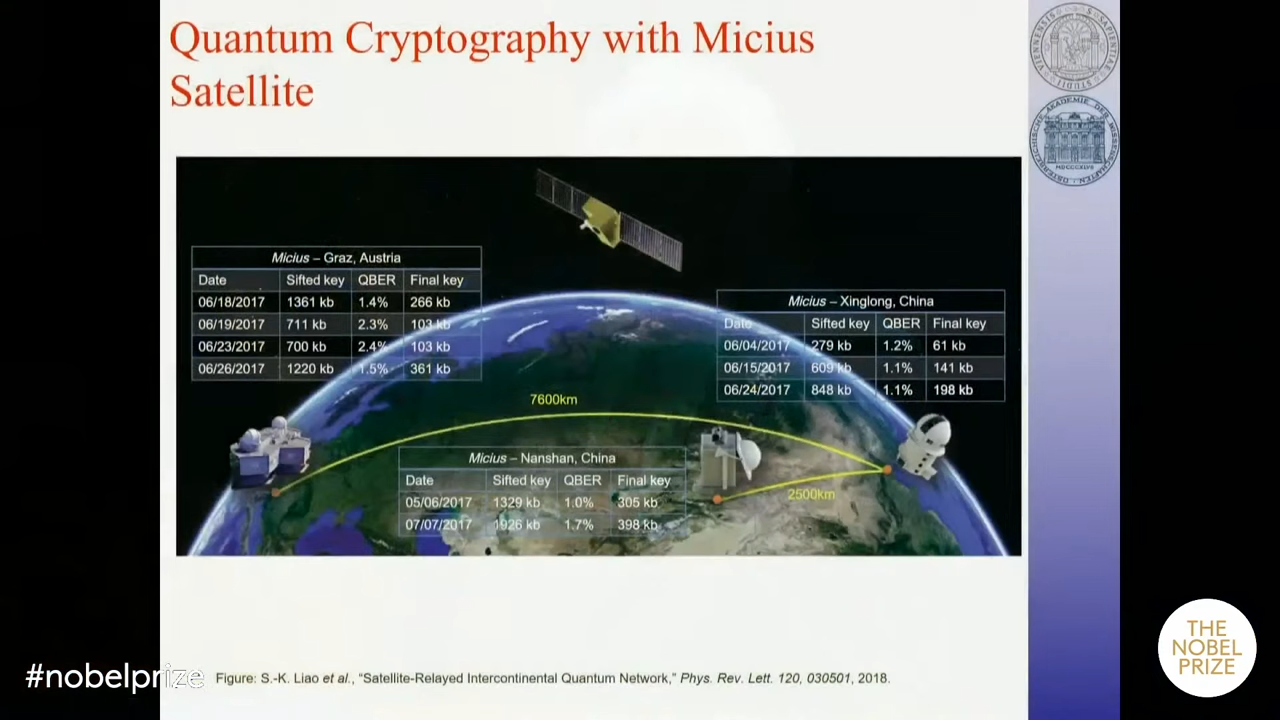 Quantum Cryptography with Micius
Satellite
Micius – Graz, Austria
Date Sifted key QBER Final key
06/18/2017 1361 kb 1.4% 266 kb
06/19/2017 711 kb 2.3% 103 kb
06/23/2017 700 kb 2.4% 103 kb
06/26/2017 1220 kb 1.5% 361 kb
Micius – Xinglong, China
Date Sifted key QBER Final key
06/04/2017 279 kb 1.2% 61 kb
06/15/2017 609 kb 1.1% 141 kb
06/24/2017 848 kb 1.1% 198 kb
7600km
Micius – Nanshan, China
Date Sifted key QBER Final key
05/06/2017 1329 kb 1.0% 305 kb
07/07/2017 1926 kb 1.7% 398 kb
2500km
THE
NOBEL
PRIZE
#nobelprize
Figure: S.-K. Liao et al., “Satellite-Relayed Intercontinental Quantum Network,” Phys. Rev. Lett. 120, 030501, 2018.